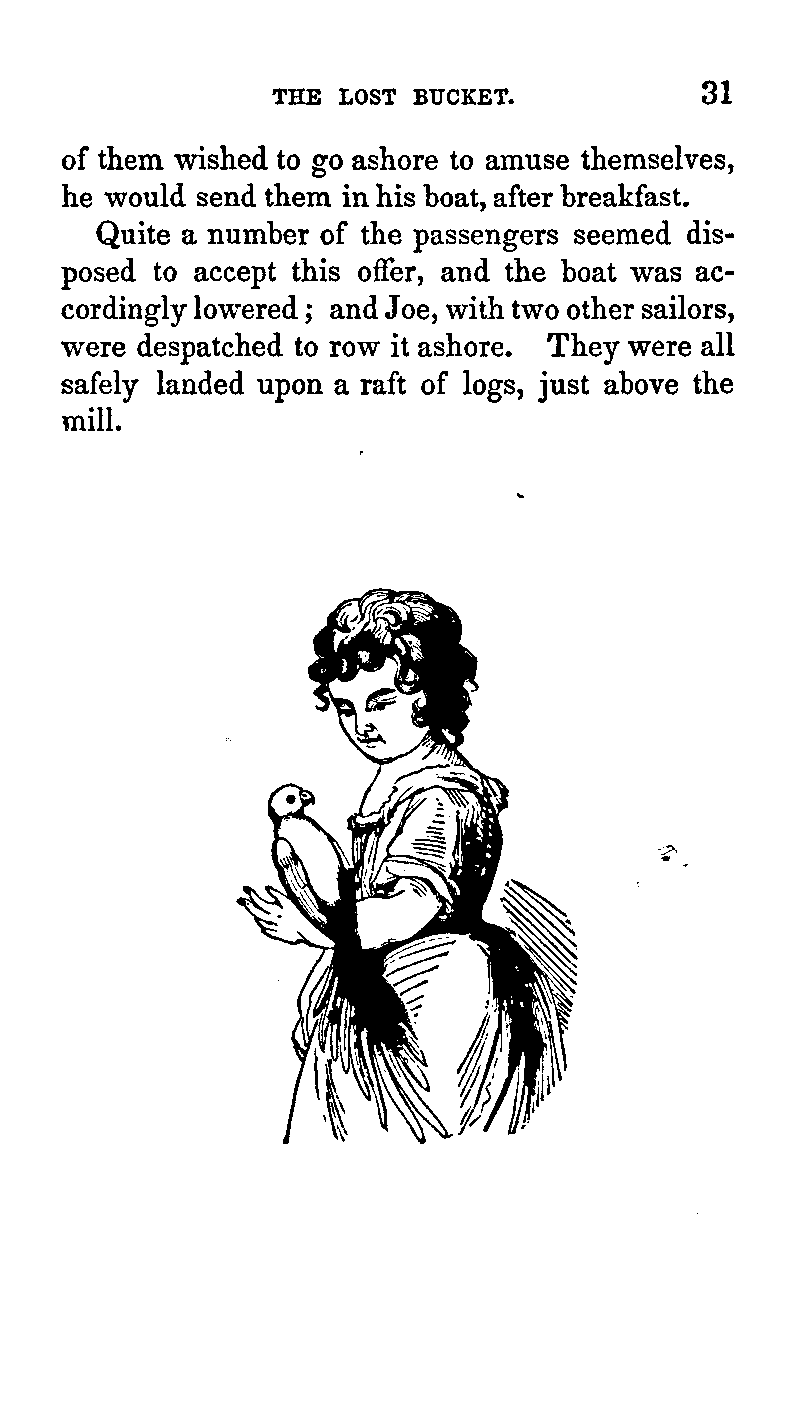 THE LOST BUCKET. 31
of them wished to go ashore to amuse themselves,
he would send them in his boat, after breakfast.
Quite a number of the passengers seemed dis-
posed to accept this offer, and the boat was ac-
cordingly lowered; and Joe, with two other sailors,
were despatched to row it ashore. They were all
safely landed upon a raft of logs, just above the
mill.